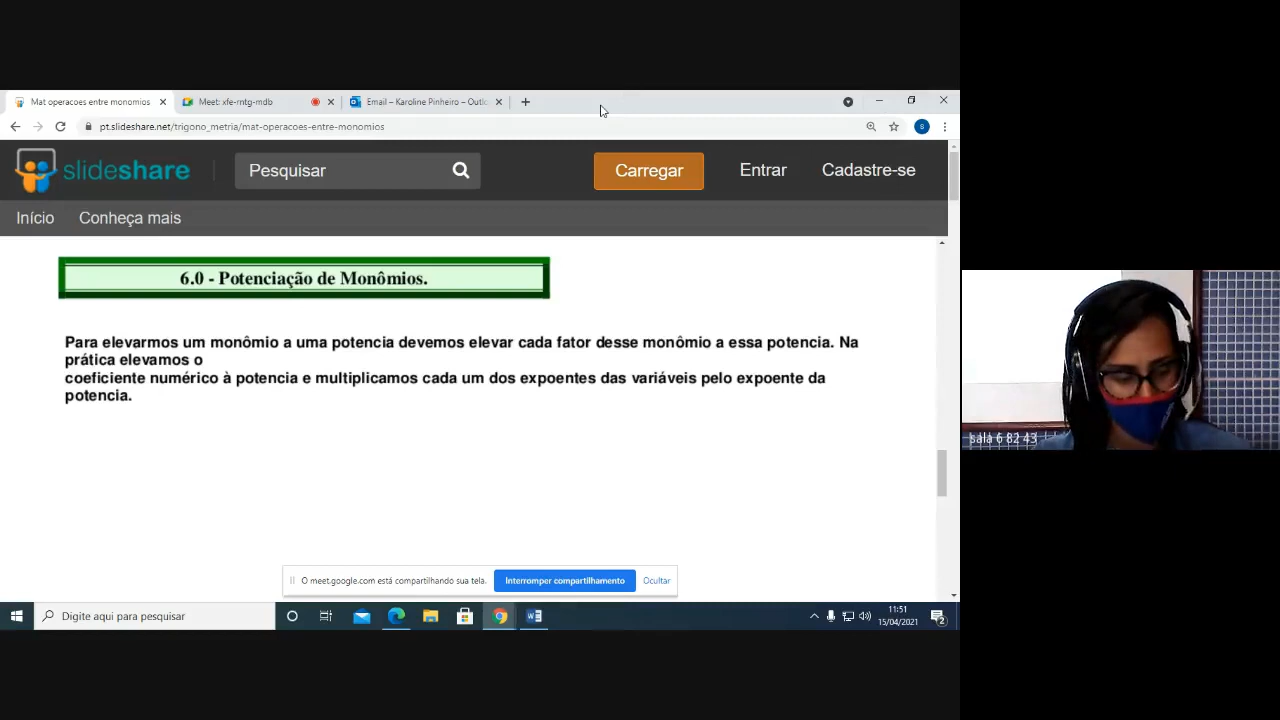 Mat operacoes entre monomios
Meet: xfe-mtg-mdb
Email – Karoline Pinheiro – Outlo
pt.slideshare.net/trigono_metria/mat-operacoes-entre-monomios
S
slideshare
Pesquisar
Carregar
Entrar
Cadastre-se
Início
Conheça mais
6.0 - Potenciação de Monômios.
Para elevarmos um monômio a uma potencia devemos elevar cada fator desse monômio a essa potencia. Na
prática elevamos o
coeficiente numérico à potencia e multiplicamos cada um dos expoentes das variáveis pelo expoente da
potencia.
sala 6 82 43
O meet.google.com está compartilhando sua tela.
Interromper compartilhamento
Ocultar
Digite aqui para pesquisar
11:51
15/04/2021
2